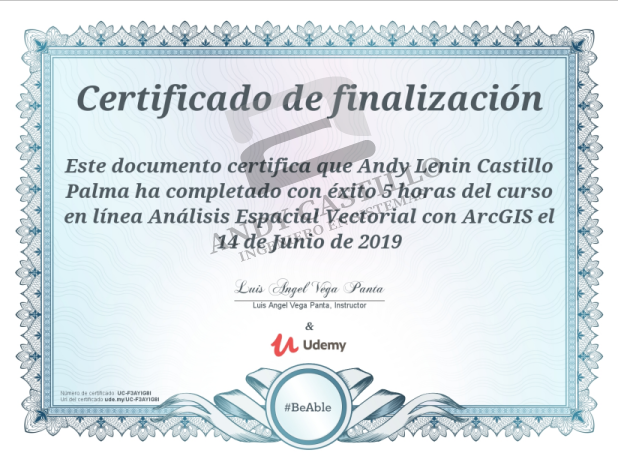 Certificado de finalización
Este documento certifica que Andy Lenin Castillo
Palma ha completado con éxito 5 horas del curso
en línea Análisis Espacial Vectorial con ArcGIS el
14 de Junio de 2019
ANDY CASTILLO
INGENIERO EN SISTEMAS
Luis Angel Vega Panta
Luis Angel Vega Panta, Instructor
&
Udemy
Número de certificado: UC-F3AY1G8I
Url del certificado: ude.my/UC-F3AY1G8I
#BeAble